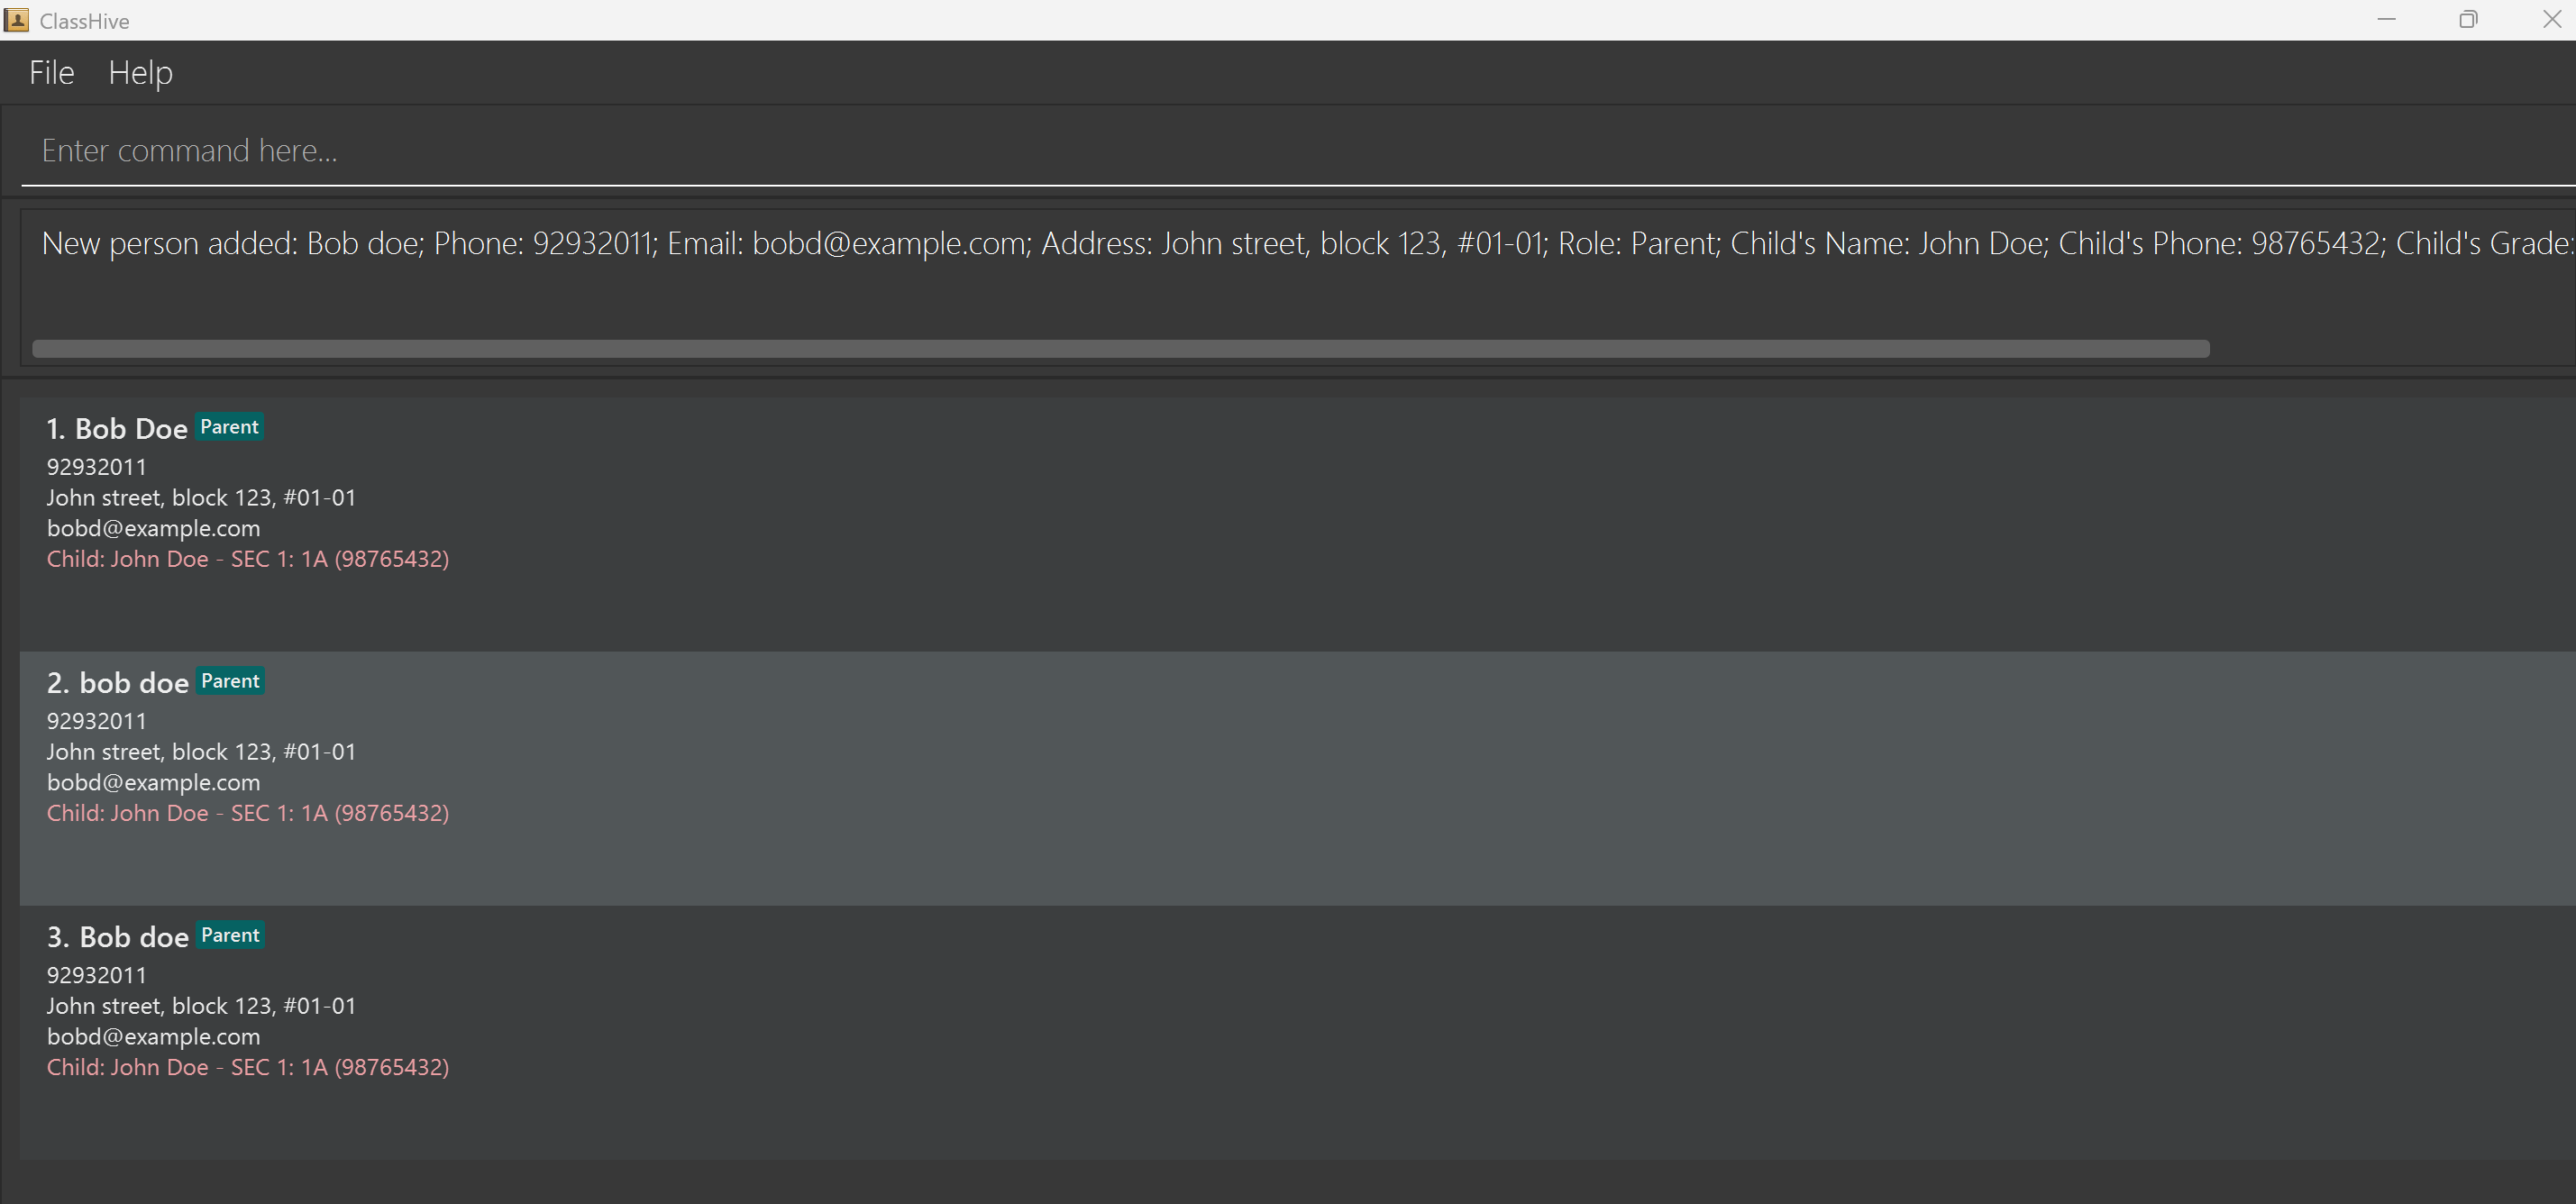 ClassHive
File Help
Enter command here...
New person added: Bob doe; Phone: 92932011; Email: bobd@example.com; Address: John street, block 123, #01-01; Role: Parent; Child's Name: John Doe; Child's Phone: 98765432; Child's Grade:
1. Bob Doe Parent
92932011
John street, block 123, #01-01
bobd@example.com
Child: John Doe - SEC 1: 1A (98765432)
2. bob doe Parent
92932011
John street, block 123, #01-01
bobd@example.com
Child: John Doe - SEC 1: 1A (98765432)
3. Bob doe Parent
92932011
John street, block 123, #01-01
bobd@example.com
Child: John Doe - SEC 1: 1A (98765432)